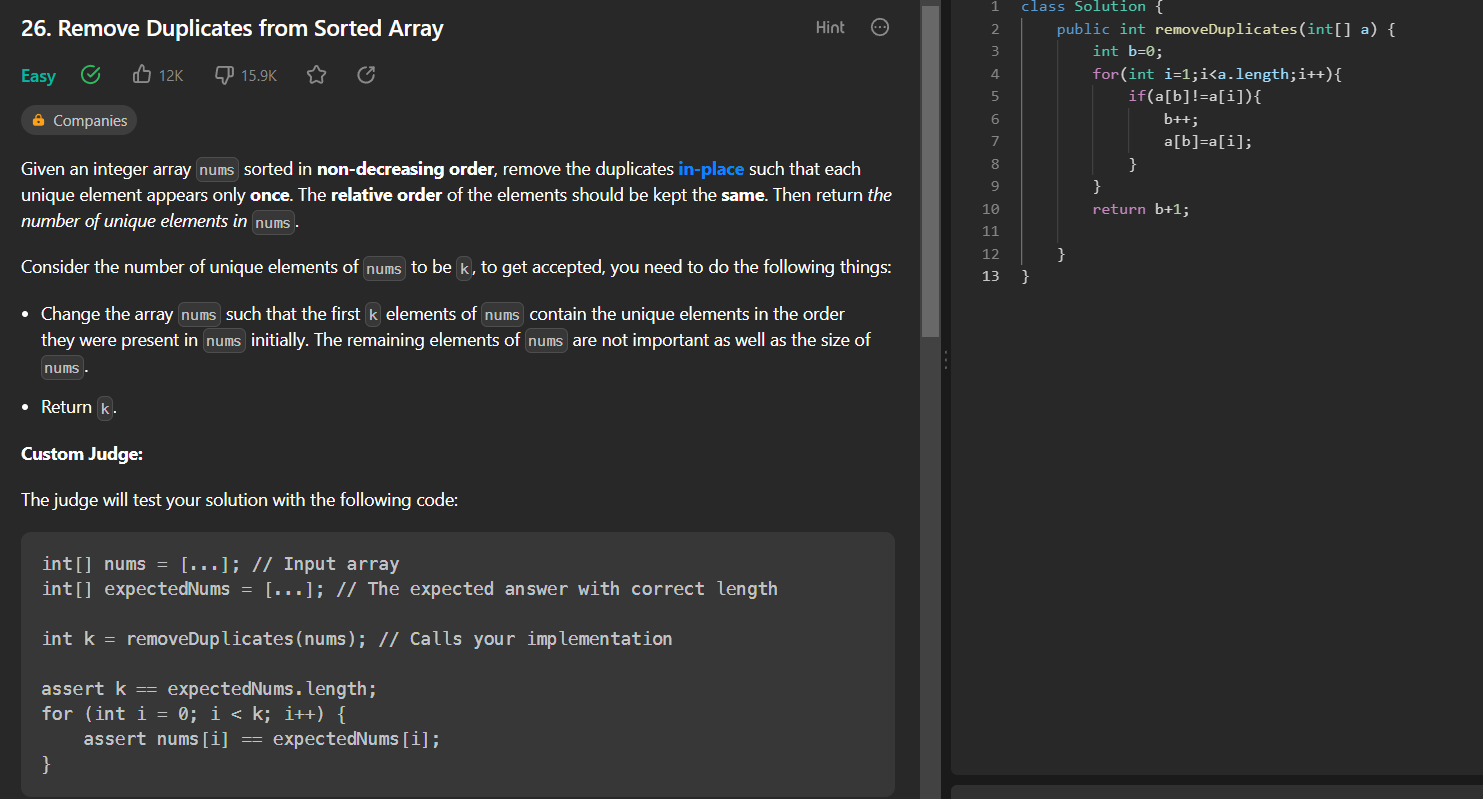 26. Remove Duplicates from Sorted Array
Hint
Easy 12K 15.9K
Companies
Given an integer array nums sorted in non-decreasing order, remove the duplicates in-place such that each
unique element appears only once. The relative order of the elements should be kept the same. Then return the
number of unique elements in nums.
Consider the number of unique elements of nums to be k, to get accepted, you need to do the following things:
• Change the array nums such that the first k elements of nums contain the unique elements in the order
they were present in nums initially. The remaining elements of nums are not important as well as the size of
nums.
• Return k.
Custom Judge:
The judge will test your solution with the following code:
int[] nums = [...]; // Input array
int[] expectedNums = [...]; // The expected answer with correct length
int k = removeDuplicates(nums); // Calls your implementation
assert k == expectedNums.length;
for (int i = 0; i < k; i++) {
    assert nums[i] == expectedNums[i];
}
1 class Solution {
2     public int removeDuplicates(int[] a) {
3         int b=0;
4         for(int i=1;i<a.length;i++){
5             if(a[b]!=a[i]){
6                 b++;
7                 a[b]=a[i];
8             }
9         }
10         return b+1;
11
12     }
13 }